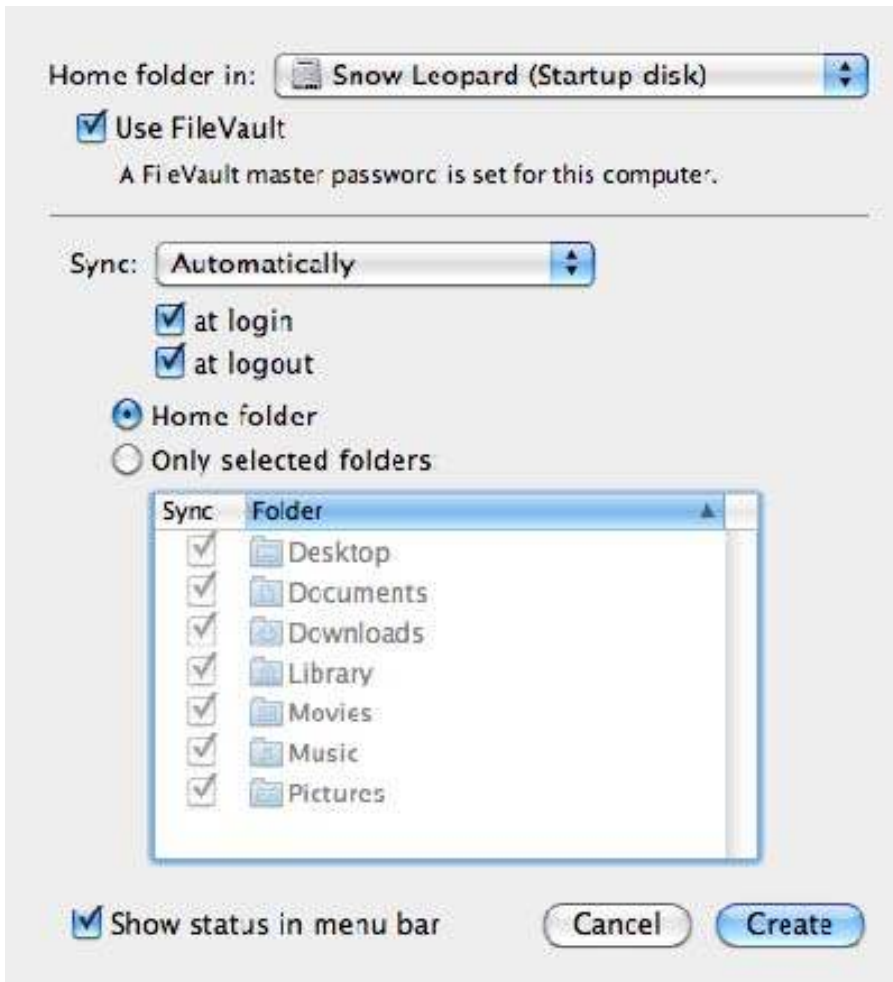 Home folder in: Snow Leopard (Startup disk)
Use FileVault
A FileVault master password is set for this computer.
Sync: Automatically
at login
at logout
Home folder
Only selected folders
Sync Folder
Desktop
Documents
Downloads
Library
Movies
Music
Pictures
Show status in menu bar Cancel Create